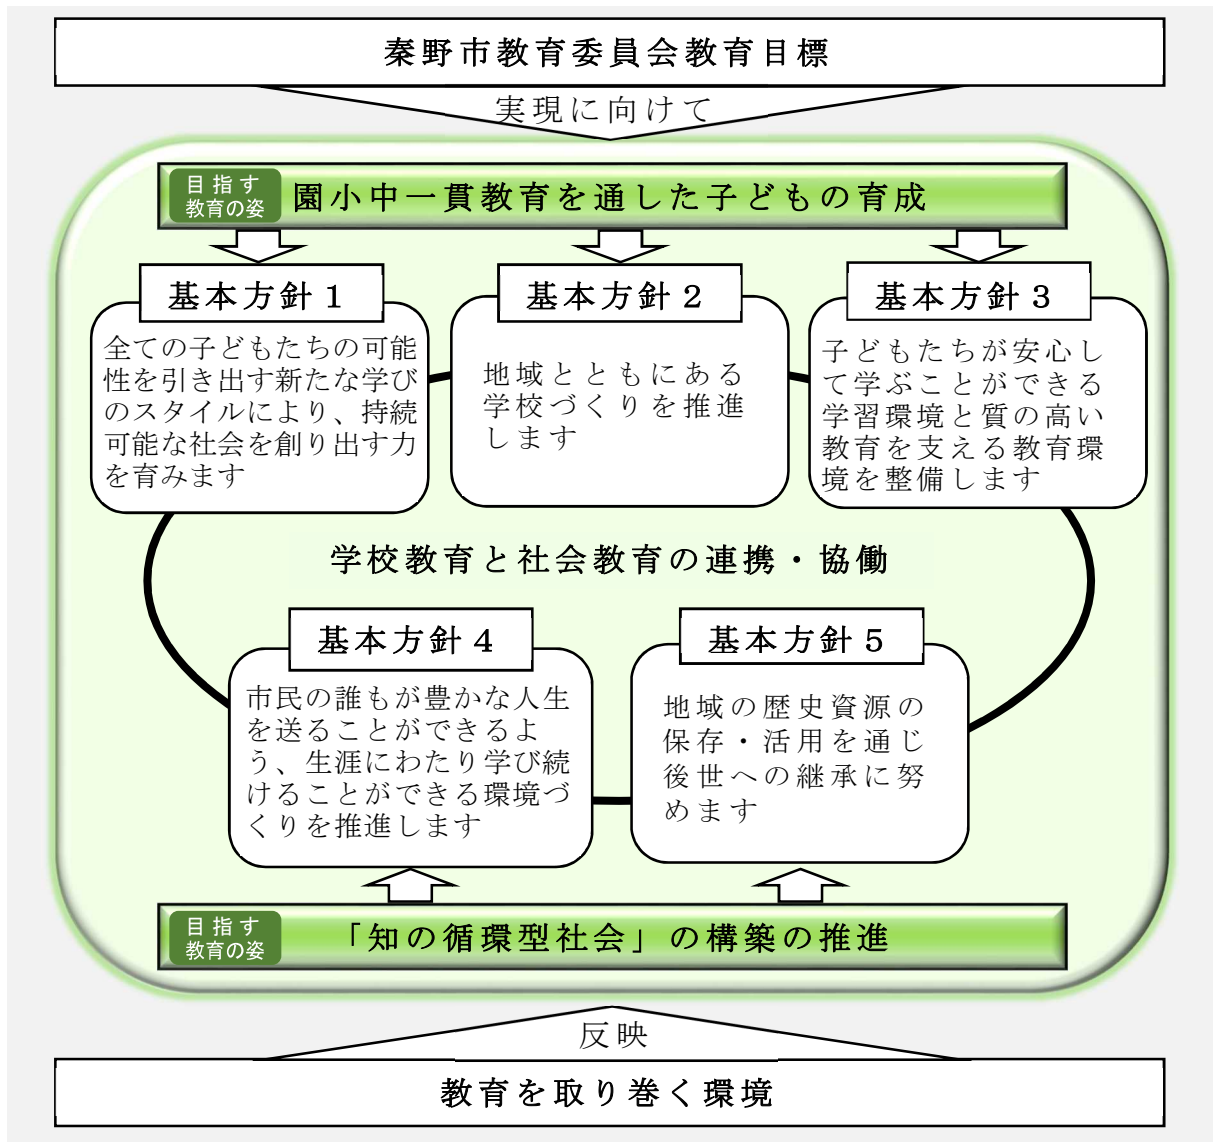 秦野市教育委員会教育目標
実現に向けて
目指す
教育の姿
園小中一貫教育を通した子どもの育成
基本方針１
全ての子どもたちの可能
性を引き出す新たな学び
のスタイルにより、持続
可能な社会を創り出す力
を育みます
基本方針２
地域とともにある
学校づくりを推進
します
基本方針３
子どもたちが安心し
て学ぶことができる
学習環境と質の高い
教育を支える教育環
境を整備します
学校教育と社会教育の連携・協働
基本方針４
市民の誰もが豊かな人生
を送ることができるよ
う、生涯にわたり学び続
けることができる環境づ
くりを推進します
基本方針５
地域の歴史資源の
保存・活用を通じ
後世への継承に努
めます
目指す
教育の姿
「知の循環型社会」の構築の推進
反映
教育を取り巻く環境